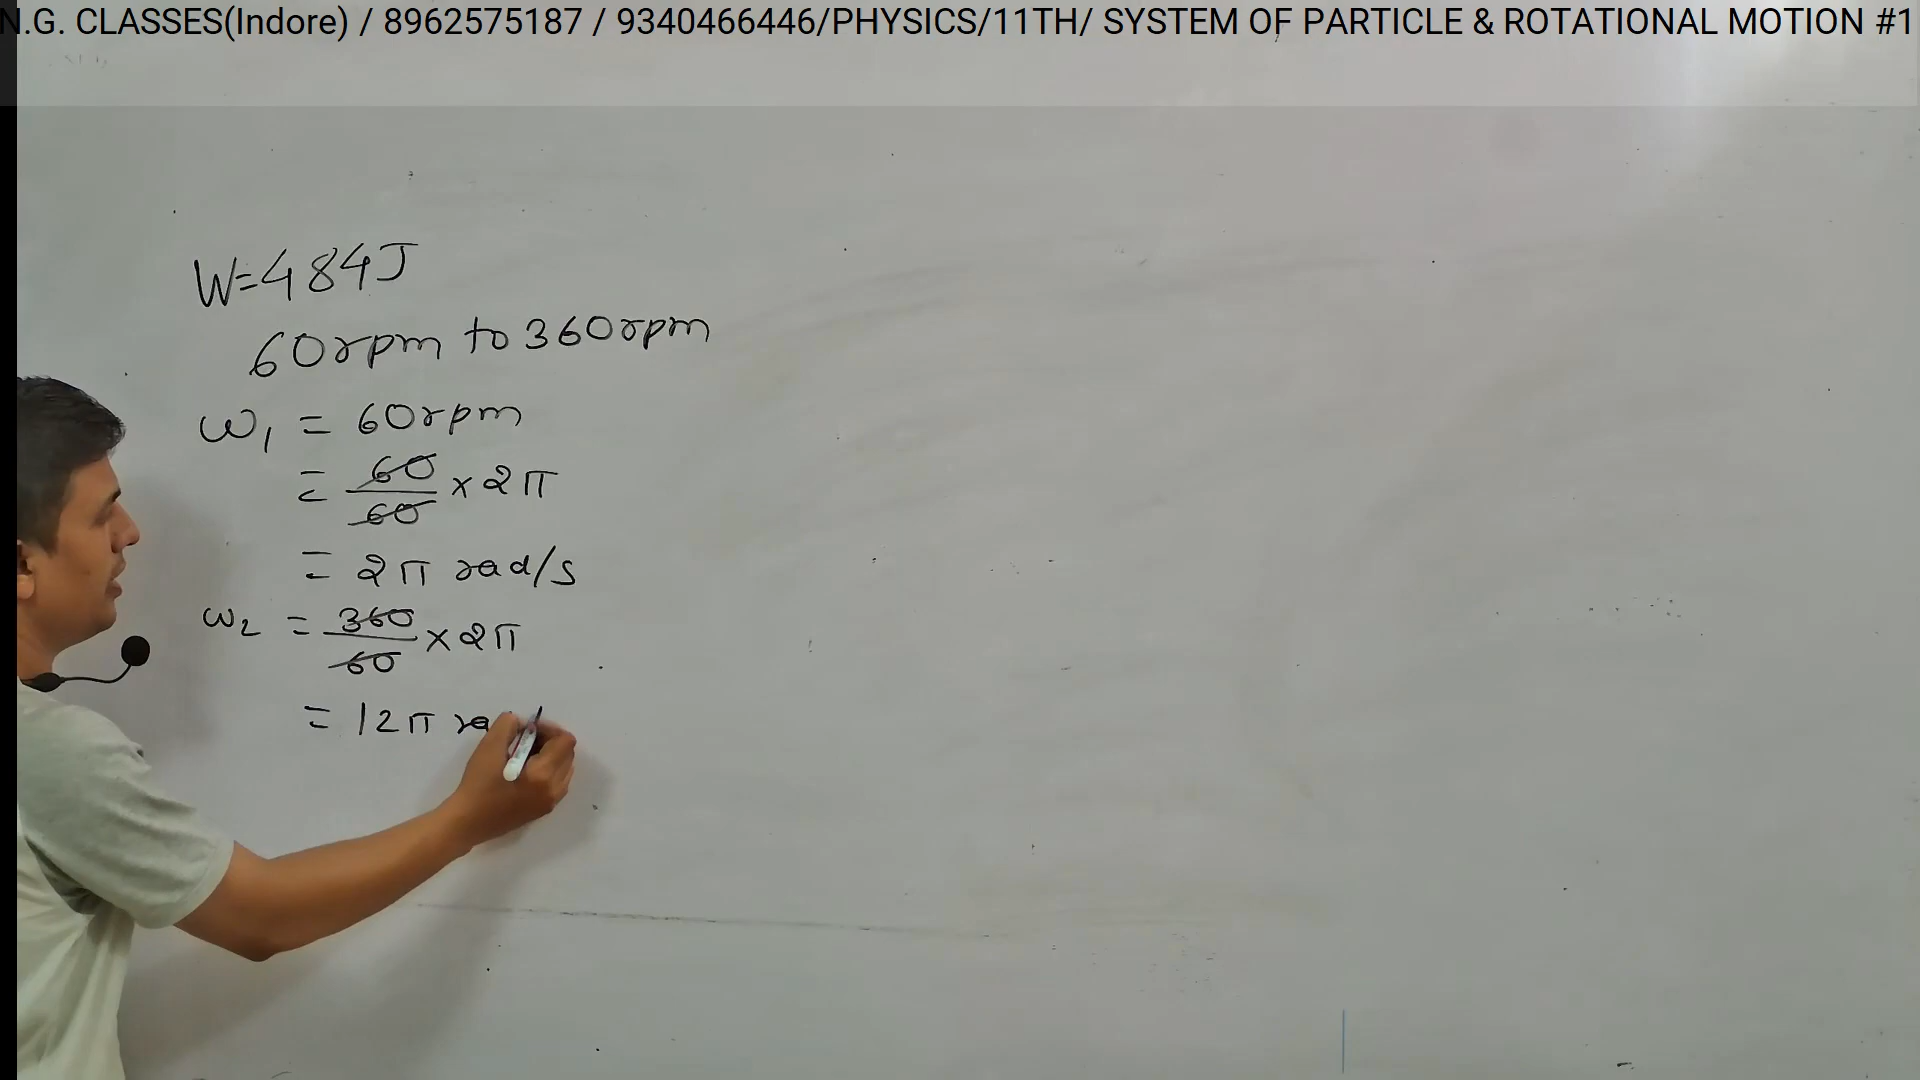 N.G. CLASSES(Indore) / 8962575187 / 9340466446/PHYSICS/11TH/ SYSTEM OF PARTICLE & ROTATIONAL MOTION #1
W=484J
60rpm to 360rpm
ω₁ = 60rpm
= 60/60 × 2π
= 2π rad/s
ω₂ = 360/60 × 2π
= 12π ra